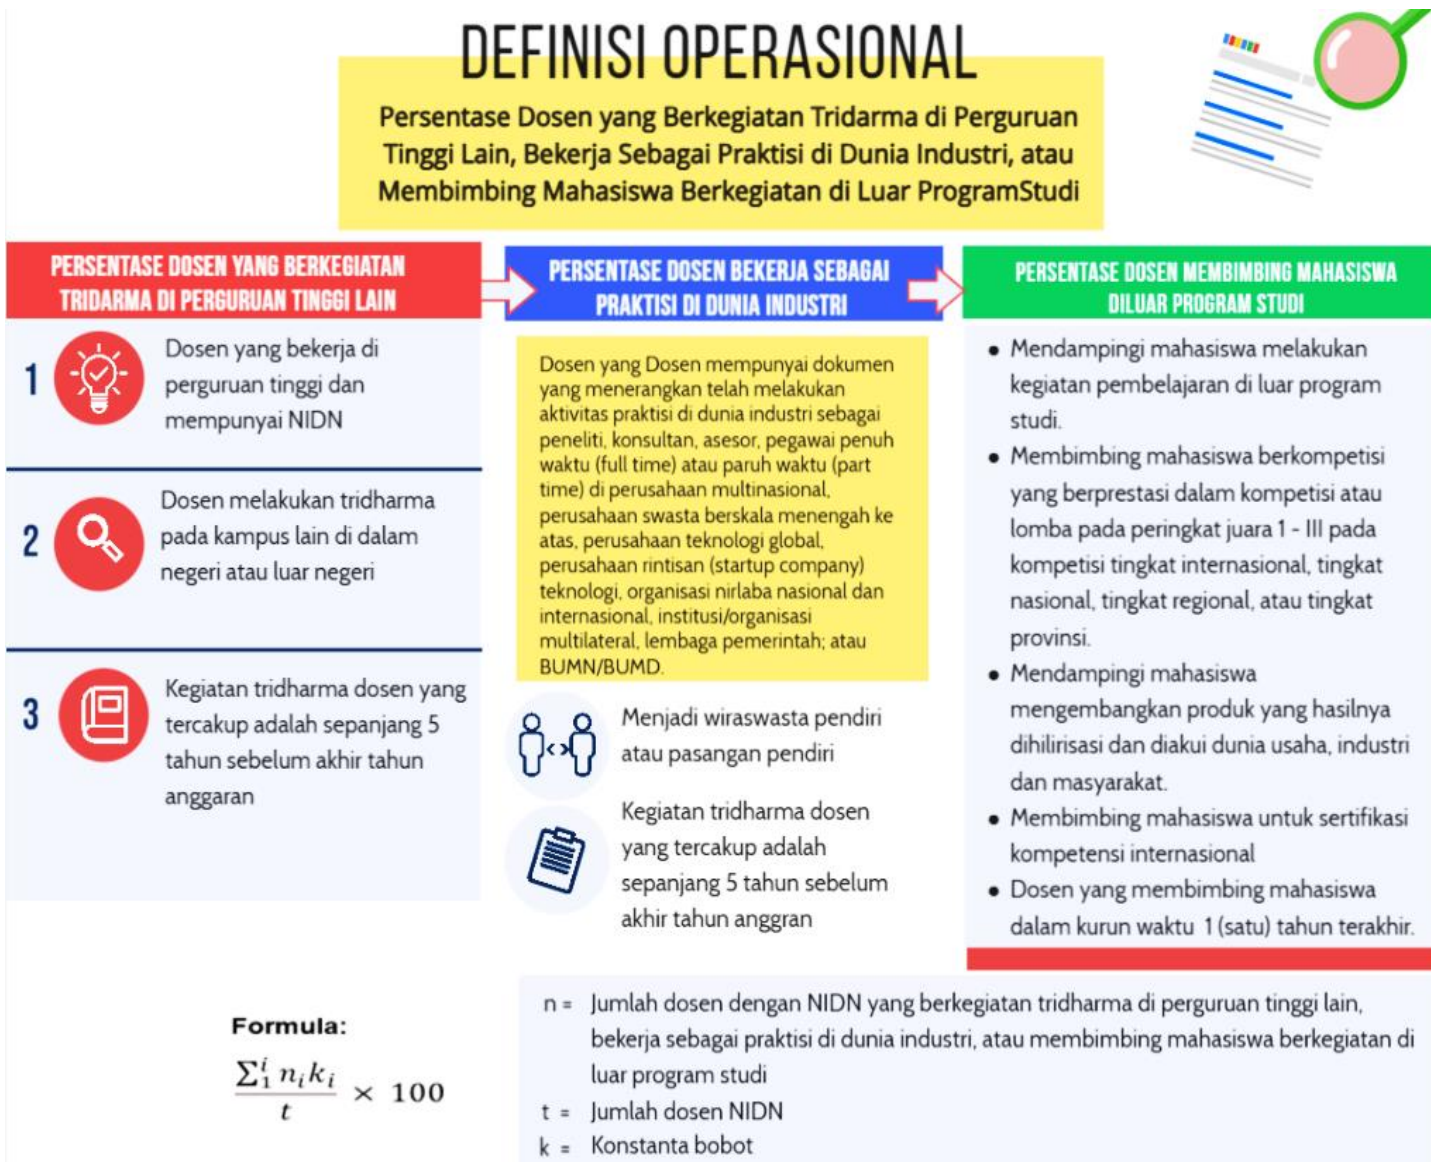 DEFINISI OPERASIONAL
Persentase Dosen yang Berkegiatan Tridarma di Perguruan
Tinggi Lain, Bekerja Sebagai Praktisi di Dunia Industri, atau
Membimbing Mahasiswa Berkegiatan di Luar ProgramStudi
PERSENTASE DOSEN YANG BERKEGIATAN
TRIDARMA DI PERGURUAN TINGGI LAIN
1
Dosen yang bekerja di
perguruan tinggi dan
mempunyai NIDN
2
Dosen melakukan tridharma
pada kampus lain di dalam
negeri atau luar negeri
3
Kegiatan tridharma dosen yang
tercakup adalah sepanjang 5
tahun sebelum akhir tahun
anggaran
PERSENTASE DOSEN BEKERJA SEBAGAI
PRAKTISI DI DUNIA INDUSTRI
Dosen yang Dosen mempunyai dokumen
yang menerangkan telah melakukan
aktivitas praktisi di dunia industri sebagai
peneliti, konsultan, asesor, pegawai penuh
waktu (full time) atau paruh waktu (part
time) di perusahaan multinasional,
perusahaan swasta berskala menengah ke
atas, perusahaan teknologi global,
perusahaan rintisan (startup company)
teknologi, organisasi nirlaba nasional dan
internasional, institusi/organisasi
multilateral, lembaga pemerintah; atau
BUMN/BUMD.
Menjadi wiraswasta pendiri
atau pasangan pendiri
Kegiatan tridharma dosen
yang tercakup adalah
sepanjang 5 tahun sebelum
akhir tahun anggran
PERSENTASE DOSEN MEMBIMBING MAHASISWA
DILUAR PROGRAM STUDI
● Mendampingi mahasiswa melakukan
kegiatan pembelajaran di luar program
studi.
● Membimbing mahasiswa berkompetisi
yang berprestasi dalam kompetisi atau
lomba pada peringkat juara 1 - III pada
kompetisi tingkat internasional, tingkat
nasional, tingkat regional, atau tingkat
provinsi.
● Mendampingi mahasiswa
mengembangkan produk yang hasilnya
dihilirisasi dan diakui dunia usaha, industri
dan masyarakat.
● Membimbing mahasiswa untuk sertifikasi
kompetensi internasional
● Dosen yang membimbing mahasiswa
dalam kurun waktu 1 (satu) tahun terakhir.
Formula:
∑₁ⁱ nᵢkᵢ
t
× 100
n = Jumlah dosen dengan NIDN yang berkegiatan tridharma di perguruan tinggi lain,
bekerja sebagai praktisi di dunia industri, atau membimbing mahasiswa berkegiatan di
luar program studi
t = Jumlah dosen NIDN
k = Konstanta bobot